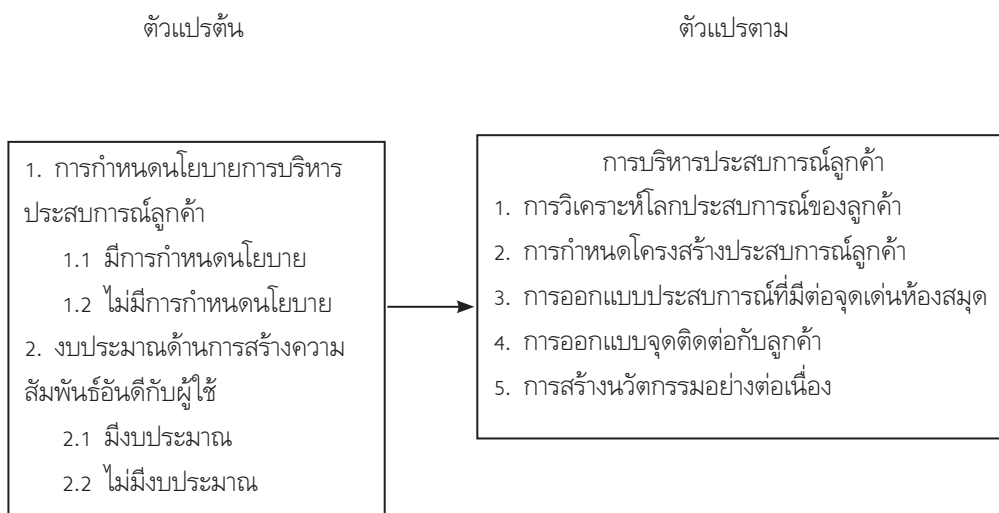 ตัวแปรต้น
ตัวแปรตาม
1. การกำหนดนโยบายการบริหาร
ประสบการณ์ลูกค้า
1.1 มีการกำหนดนโยบาย
1.2 ไม่มีการกำหนดนโยบาย
2. งบประมาณด้านการสร้างความ
สัมพันธ์อันดีกับผู้ใช้
2.1 มีงบประมาณ
2.2 ไม่มีงบประมาณ
การบริหารประสบการณ์ลูกค้า
1. การวิเคราะห์โลกประสบการณ์ของลูกค้า
2. การกำหนดโครงสร้างประสบการณ์ลูกค้า
3. การออกแบบประสบการณ์ที่มีต่อจุดเด่นห้องสมุด
4. การออกแบบจุดติดต่อกับลูกค้า
5. การสร้างนวัตกรรมอย่างต่อเนื่อง